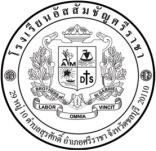 โรงเรียนอัสสัมชัญศรีราชา
AM
DS
LABOR
VINCIT
OMNIA
29 หมู่ 10 ตำบลสุรศักดิ์ อำเภอศรีราชา จังหวัดชลบุรี 20110